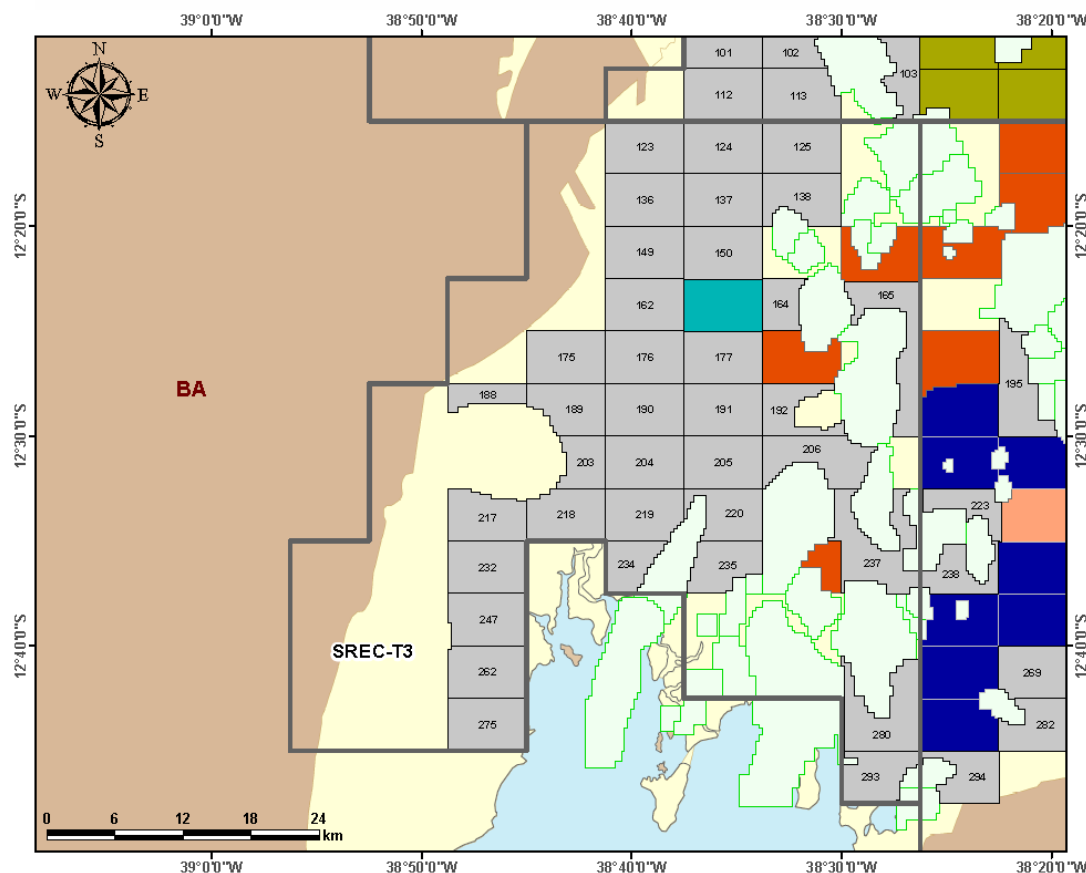 39°0'0"W 38°50'0"W 38°40'0"W 38°30'0"W 38°20'0"W
N
W E
S
101 102
103
112 113
123 124 125
136 137 138
12°20'0"S 12°20'0"S
149 150
162 164 165
175 176 177
BA
188 189 190 191 192 195
12°30'0"S 12°30'0"S
203 204 205 206
217 218 219 220 223
232 234 235 237 238
247
12°40'0"S 12°40'0"S
SREC-T3
262 269
275 280 282
293 294
0 6 12 18 24
km
39°0'0"W 38°50'0"W 38°40'0"W 38°30'0"W 38°20'0"W